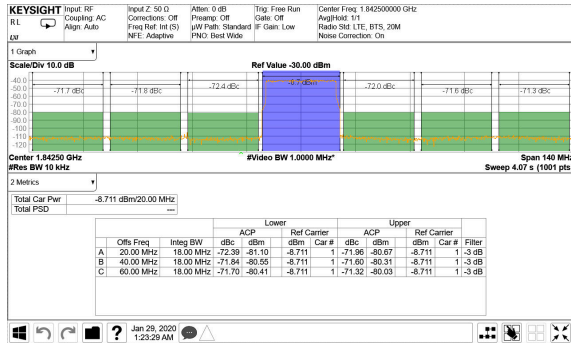 KEYSIGHT Input: RF Input Z: 50 Ω Atten: 0 dB Trig: Free Run Center Freq: 1.842500000 GHz
RL Coupling: AC Corrections: Off Preamp: Off Gate: Off Avg|Hold: 1/1
Align: Auto Freq Ref: Int (S) µW Path: Standard IF Gain: Low Radio Std: LTE, BTS, 20M
LXI NFE: Adaptive PNO: Best Wide Noise Correction: On
1 Graph
Scale/Div 10.0 dB Ref Value -30.00 dBm
-40.0
-50.0
-60.0
-70.0
-80.0
-90.0
-100
-110
-120
-71.7 dBc -71.8 dBc -72.4 dBc -8.7 dBm -72.0 dBc -71.6 dBc -71.3 dBc
Center 1.84250 GHz #Video BW 1.0000 MHz* Span 140 MHz
#Res BW 10 kHz Sweep 4.07 s (1001 pts)
2 Metrics
Total Car Pwr -8.711 dBm/20.00 MHz
Total PSD ---
Lower Upper
ACP Ref Carrier ACP Ref Carrier
Offs Freq Integ BW dBc dBm dBm Car # dBc dBm dBm Car # Filter
A 20.00 MHz 18.00 MHz -72.39 -81.10 -8.711 1 -71.96 -80.67 -8.711 1 -3 dB
B 40.00 MHz 18.00 MHz -71.84 -80.55 -8.711 1 -71.60 -80.31 -8.711 1 -3 dB
C 60.00 MHz 18.00 MHz -71.70 -80.41 -8.711 1 -71.32 -80.03 -8.711 1 -3 dB
? Jan 29, 2020
1:23:29 AM